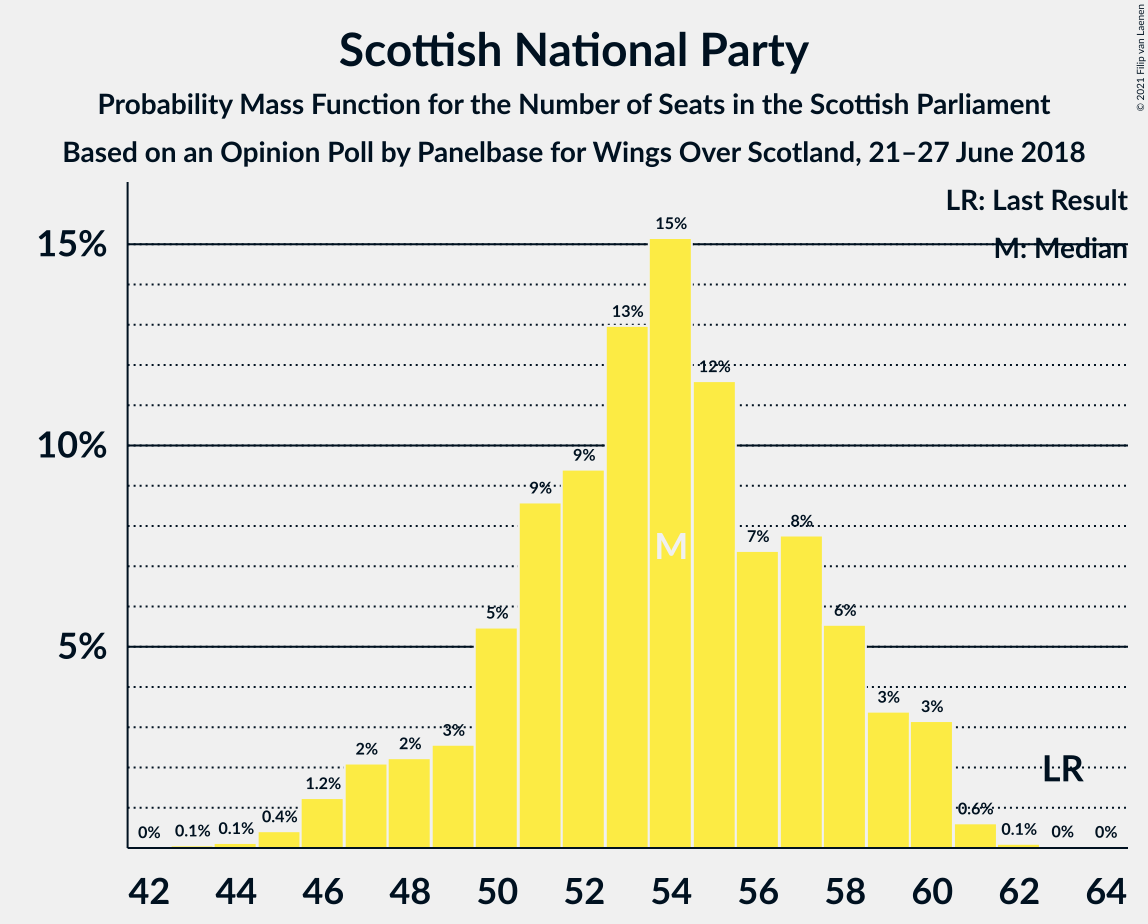 Scottish National Party
Probability Mass Function for the Number of Seats in the Scottish Parliament
Based on an Opinion Poll by Panelbase for Wings Over Scotland, 21–27 June 2018
© 2021 Filip van Laenen
LR: Last Result
M: Median
15%
10%
5%
0% 0.1% 0.1% 0.4% 1.2% 2% 2% 3% 5% 9% 9% 13% 15% 12% 7% 8% 6% 3% 3% 0.6% 0.1% 0% 0%
M
LR
42 44 46 48 50 52 54 56 58 60 62 64